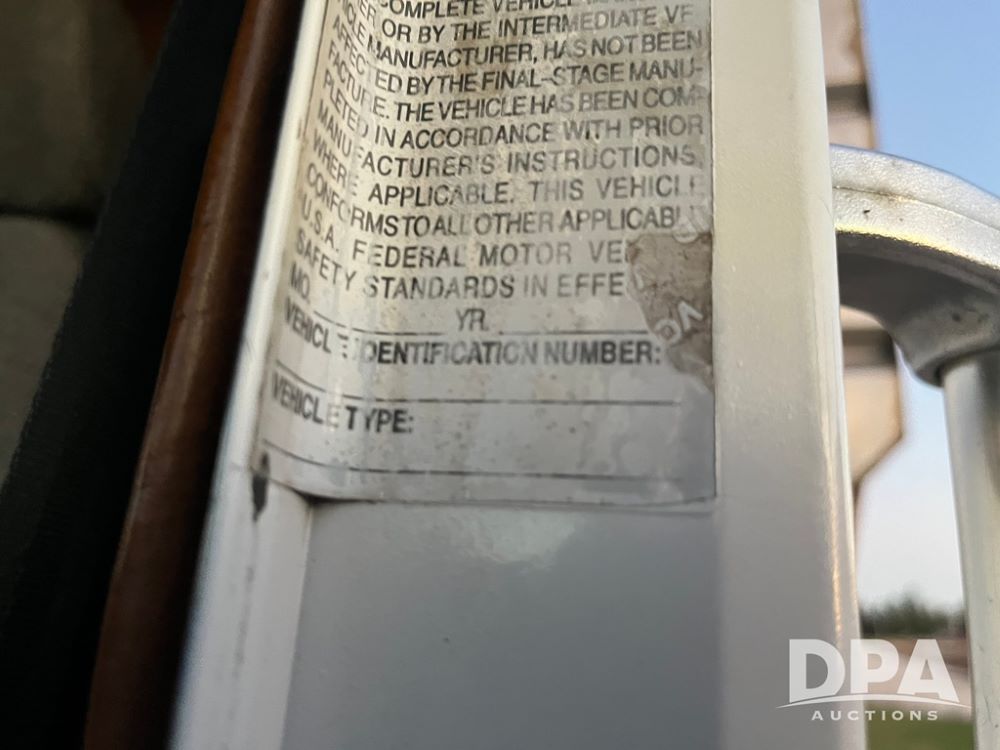 COMPLETE VEHICLE
OR BY THE INTERMEDIATE VE
MANUFACTURER, HAS NOT BEEN
AFFECTED BY THE FINAL-STAGE MANU-
FACTURE. THE VEHICLE HAS BEEN COM-
PLETED IN ACCORDANCE WITH PRIOR
MANUFACTURER'S INSTRUCTIONS,
WHERE APPLICABLE. THIS VEHICLE
CONFORMS TO ALL OTHER APPLICABLE
U.S.A. FEDERAL MOTOR VE
SAFETY STANDARDS IN EFFE
MO. YR.
VEHICLE IDENTIFICATION NUMBER:
VEHICLE TYPE:
DPA
AUCTIONS